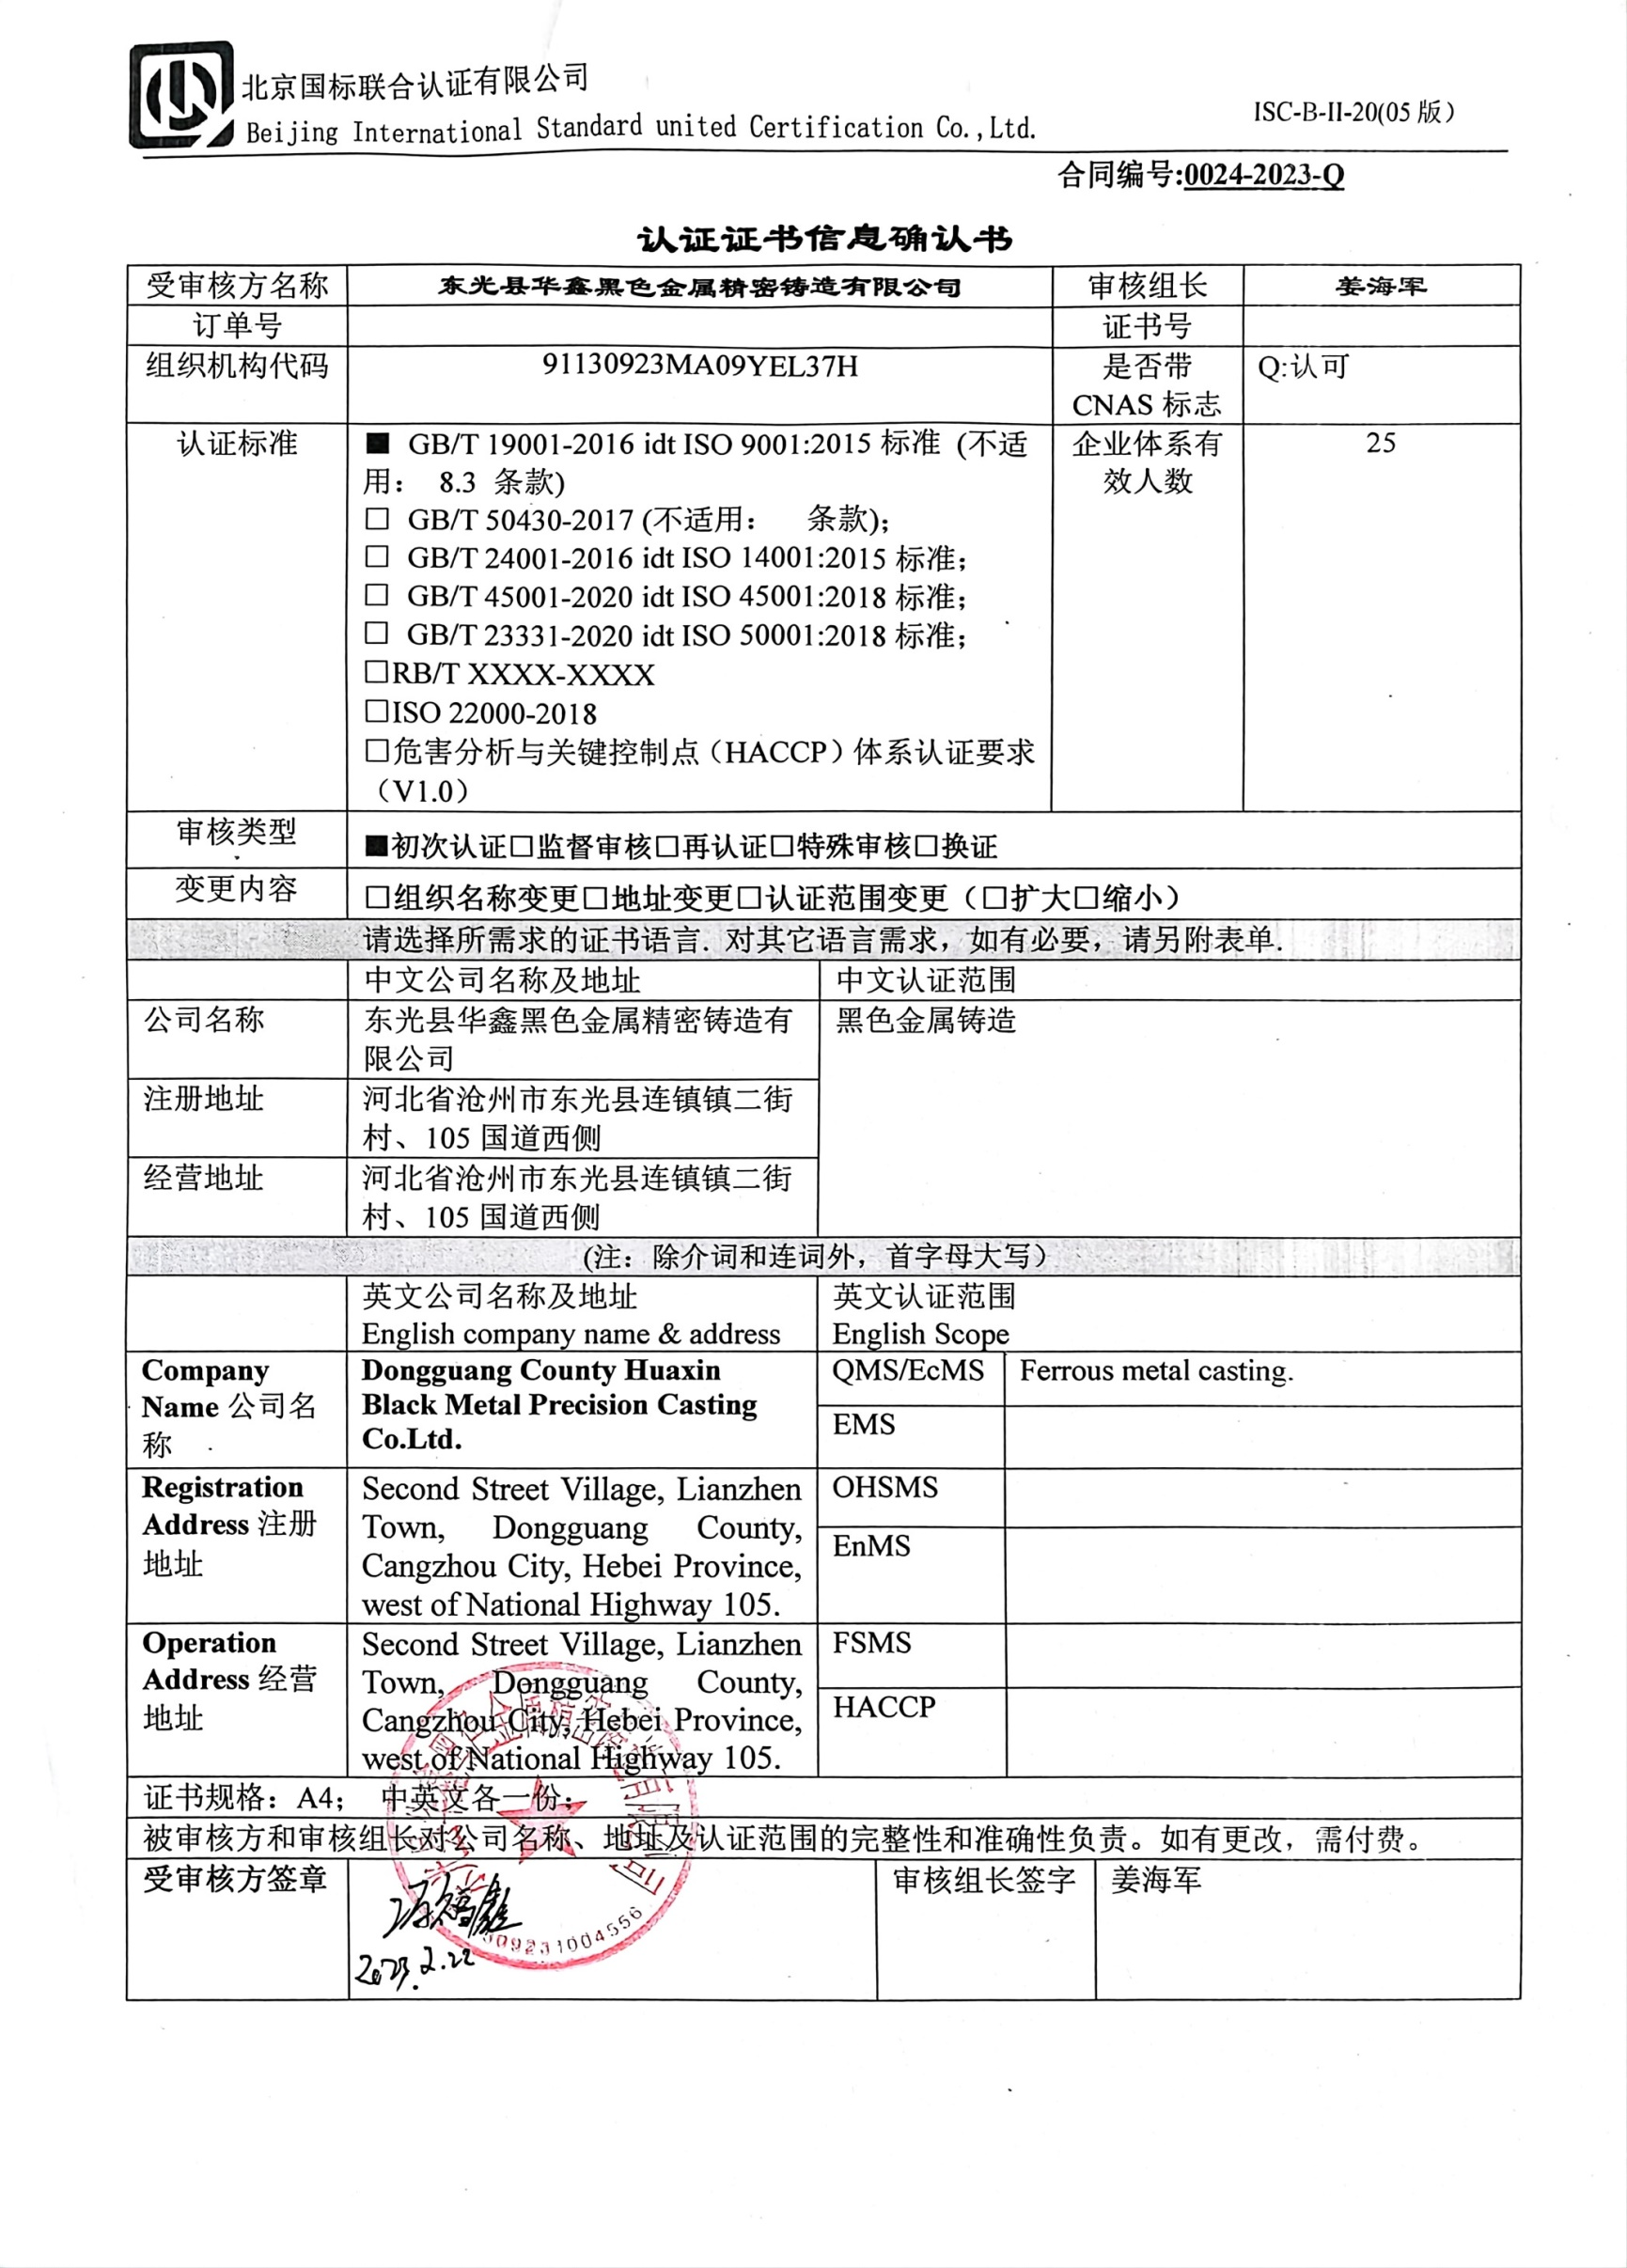 北京国标联合认证有限公司
Beijing International Standard united Certification Co.,Ltd.
ISC-B-II-20(05 版）
合同编号:0024-2023-Q
认证证书信息确认书
受审核方名称 东光县华鑫黑色金属精密铸造有限公司 审核组长 姜海军
订单号 证书号
组织机构代码 91130923MA09YEL37H 是否带 Q:认可
CNAS 标志
认证标准 ■ GB/T 19001-2016 idt ISO 9001:2015 标准 (不适 企业体系有 25
用： 8.3 条款) 效人数
□ GB/T 50430-2017 (不适用： 条款)；
□ GB/T 24001-2016 idt ISO 14001:2015 标准；
□ GB/T 45001-2020 idt ISO 45001:2018 标准；
□ GB/T 23331-2020 idt ISO 50001:2018 标准；
□RB/T XXXX-XXXX
□ISO 22000-2018
□危害分析与关键控制点（HACCP）体系认证要求
（V1.0）
审核类型 ■初次认证□监督审核□再认证□特殊审核□换证
变更内容 □组织名称变更□地址变更□认证范围变更（□扩大□缩小）
请选择所需求的证书语言. 对其它语言需求，如有必要，请另附表单.
中文公司名称及地址 中文认证范围
公司名称 东光县华鑫黑色金属精密铸造有 黑色金属铸造
限公司
注册地址 河北省沧州市东光县连镇镇二街
村、105 国道西侧
经营地址 河北省沧州市东光县连镇镇二街
村、105 国道西侧
(注：除介词和连词外，首字母大写）
英文公司名称及地址 英文认证范围
English company name & address English Scope
Company Dongguang County Huaxin QMS/EcMS Ferrous metal casting.
Name 公司名 Black Metal Precision Casting EMS
称 Co.Ltd.
Registration Second Street Village, Lianzhen OHSMS
Address 注册 Town, Dongguang County, EnMS
地址 Cangzhou City, Hebei Province,
west of National Highway 105.
Operation Second Street Village, Lianzhen FSMS
Address 经营 Town, Dongguang County,
地址 Cangzhou City, Hebei Province, HACCP
west of National Highway 105.
证书规格：A4； 中英文各一份；
被审核方和审核组长对公司名称、地址及认证范围的完整性和准确性负责。如有更改，需付费。
受审核方签章 审核组长签字 姜海军
2023.2.22